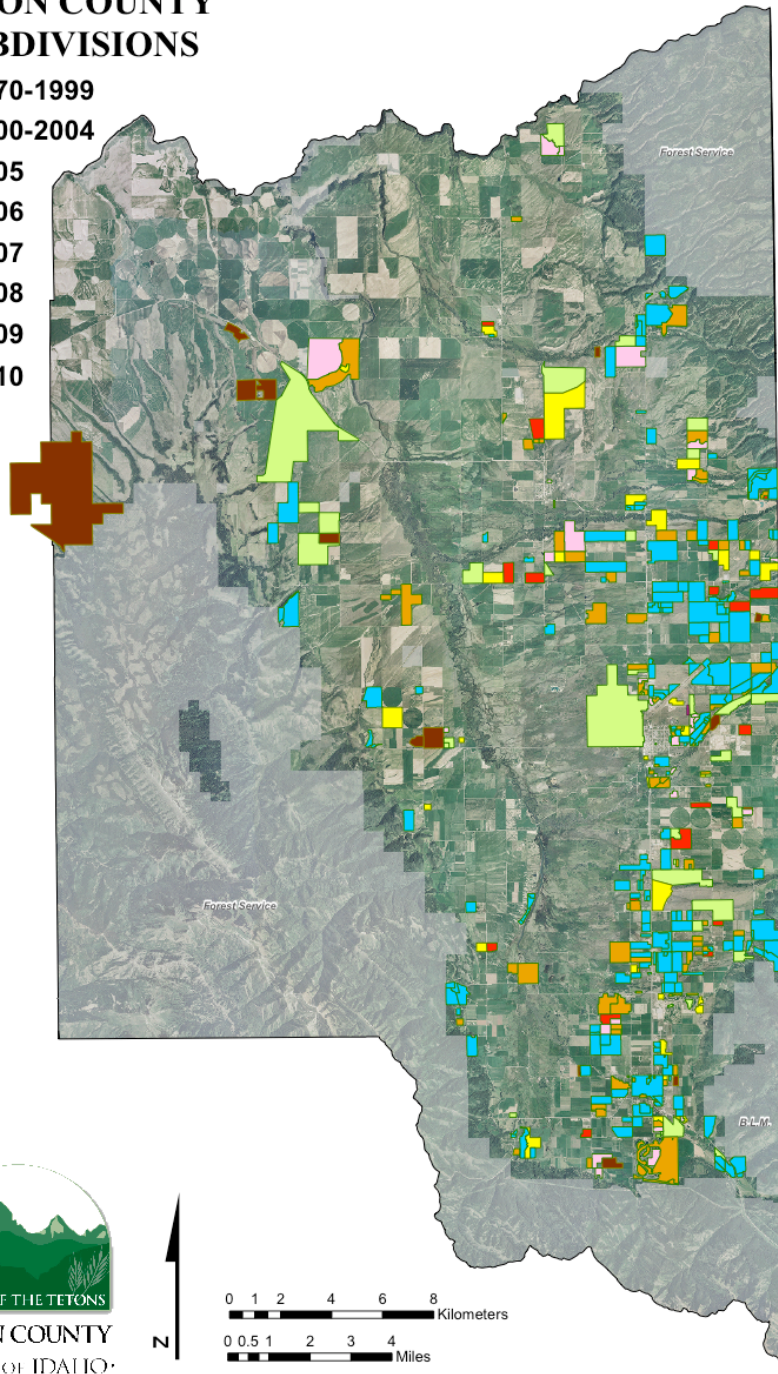 ON COUNTY
BDIVISIONS
70-1999
00-2004
05
06
07
08
09
10
Forest Service
Forest Service
B.L.M.
OF THE TETONS
N COUNTY
OF IDAHO
N
0 1 2 4 6 8
Kilometers
0 0.5 1 2 3 4
Miles